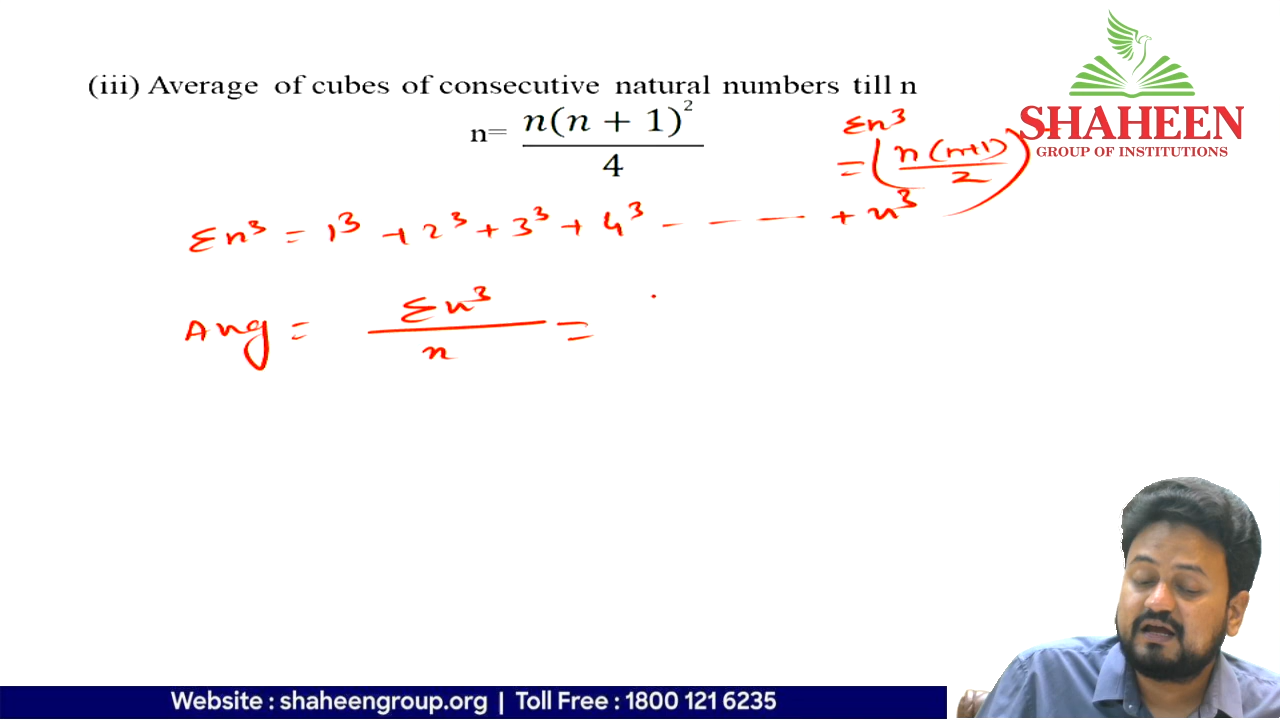 (iii) Average of cubes of consecutive natural numbers till n
n= n(n + 1)² / 4
Σn³
= (n(n+1) / 2)
SHAHEEN
GROUP OF INSTITUTIONS
Σn³ = 1³ + 2³ + 3³ + 4³ - - - + n³
Avg = Σn³ / n =
Website : shaheengroup.org | Toll Free : 1800 121 6235